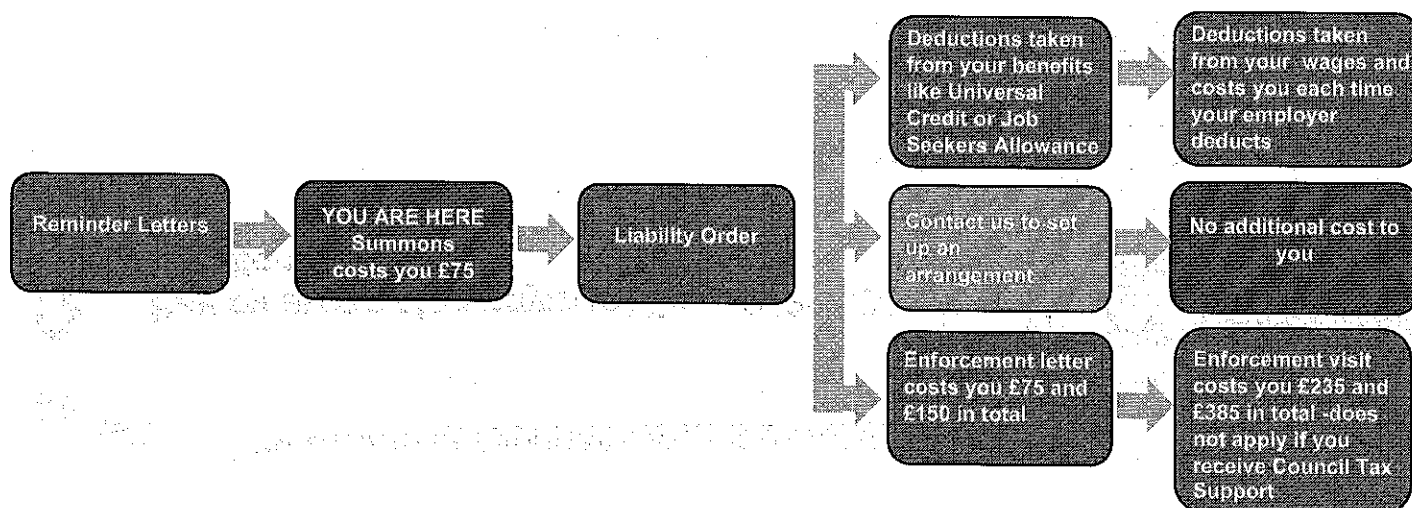 Reminder Letters
YOU ARE HERE
Summons
costs you £75
Liability Order
Deductions taken
from your benefits
like Universal
Credit or Job
Seekers Allowance
Deductions taken
from your wages and
costs you each time
your employer
deducts
Contact us to set
up an
arrangement
No additional cost to
you
Enforcement letter
costs you £75 and
£150 in total
Enforcement visit
costs you £235 and
£385 in total -does
not apply if you
receive Council Tax
Support